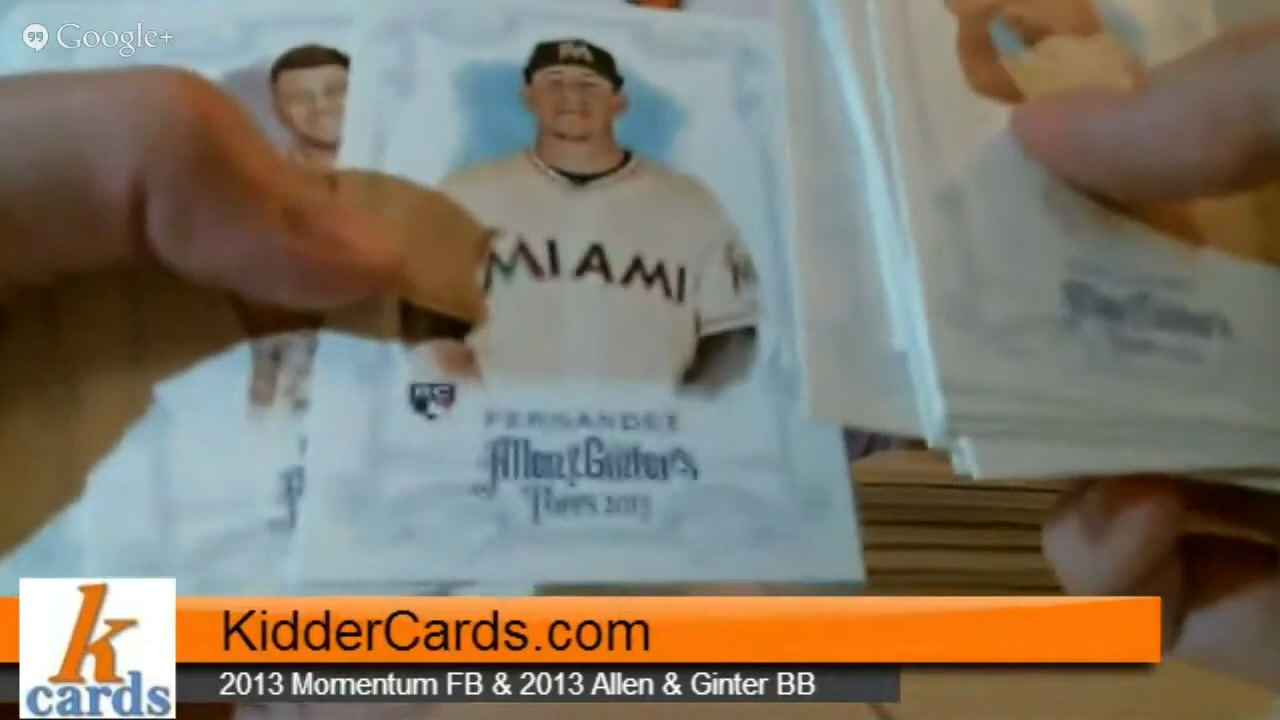 Google+
M
MIAMI
RC
FERNANDEZ
Allen & Ginter's
Topps 2013
k
cards
KidderCards.com
2013 Momentum FB & 2013 Allen & Ginter BB